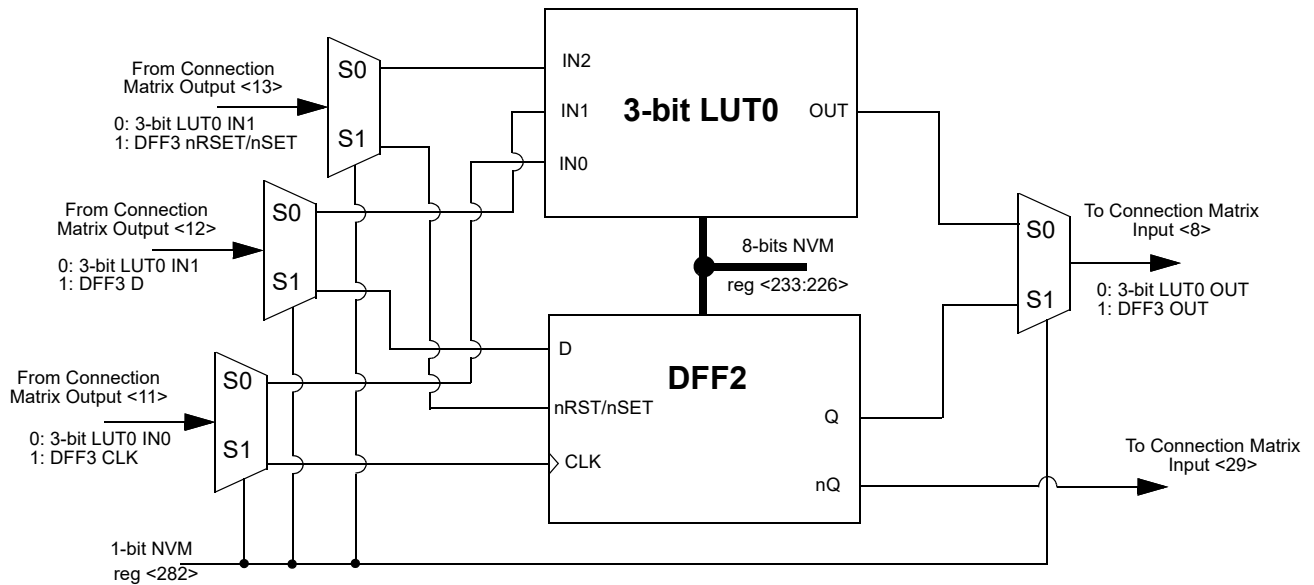 From Connection
Matrix Output <13>
0: 3-bit LUT0 IN1
1: DFF3 nRSET/nSET
S0
S1
From Connection
Matrix Output <12>
0: 3-bit LUT0 IN1
1: DFF3 D
S0
S1
From Connection
Matrix Output <11>
0: 3-bit LUT0 IN0
1: DFF3 CLK
S0
S1
1-bit NVM
reg <282>
IN2
IN1
IN0
3-bit LUT0
OUT
8-bits NVM
reg <233:226>
D
nRST/nSET
CLK
DFF2
Q
nQ
S0
S1
To Connection Matrix
Input <8>
0: 3-bit LUT0 OUT
1: DFF3 OUT
To Connection Matrix
Input <29>